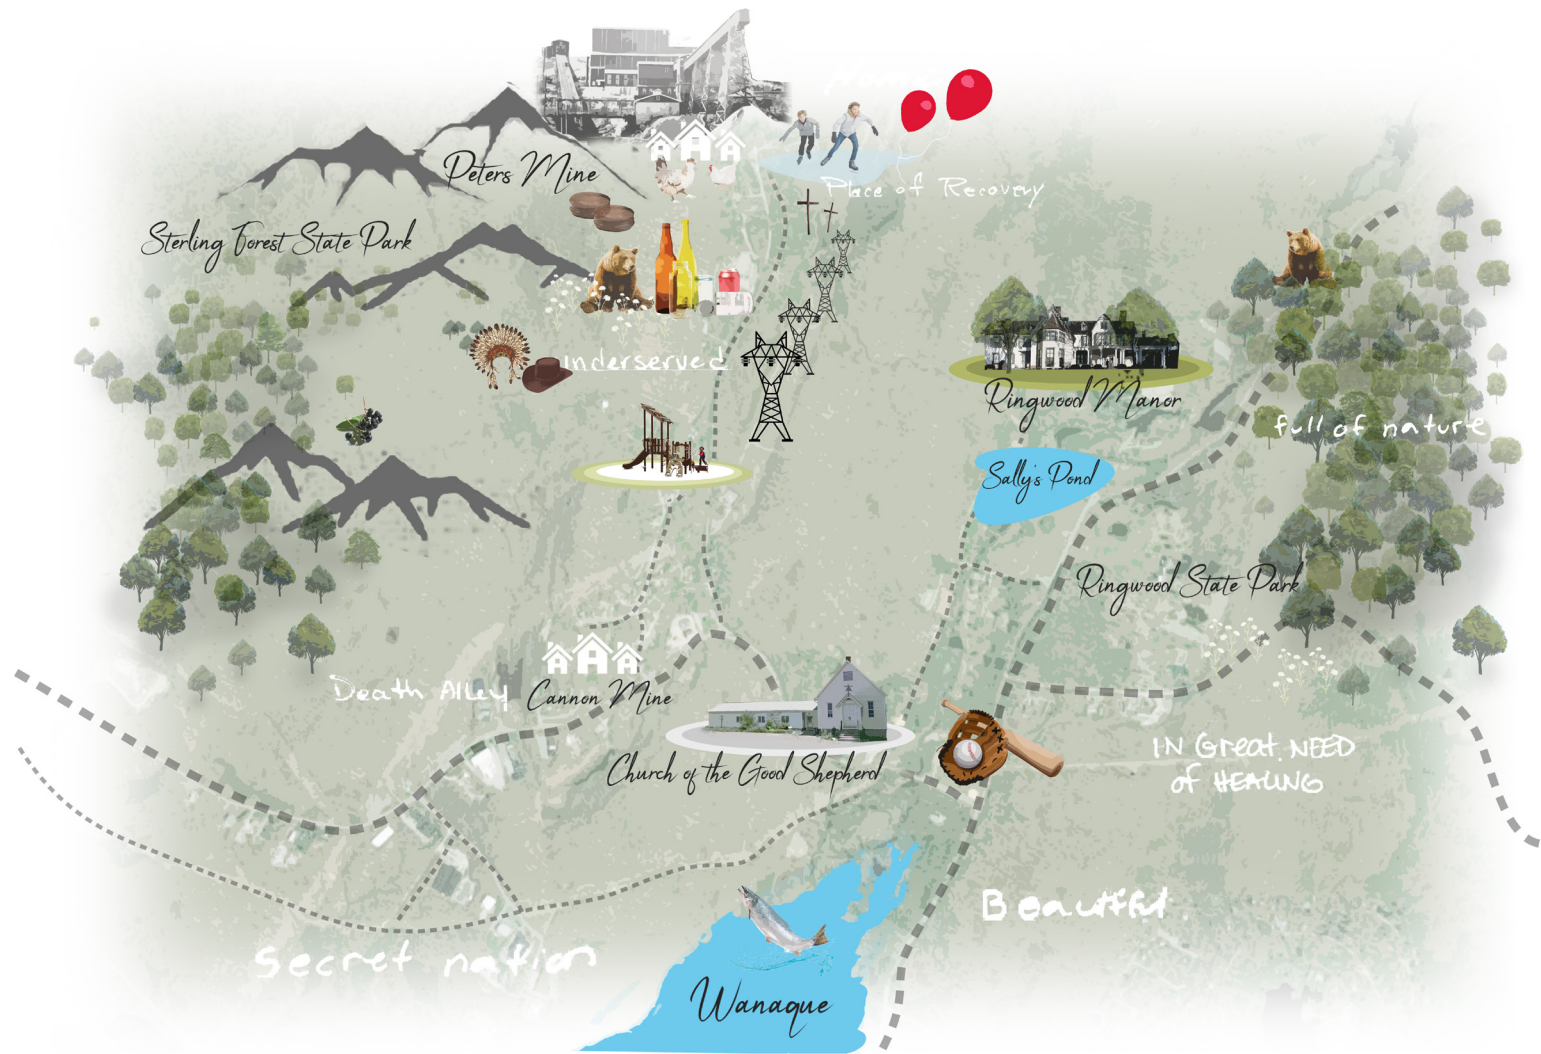 Peters Mine
Place of Recovery
Sterling Forest State Park
underserved
Ringwood Manor
full of nature
Sally's Pond
Ringwood State Park
Death Alley
Cannon Mine
IN Great NEED
of HEALING
Church of the Good Shepherd
Beautiful
Secret nation
Wanaque